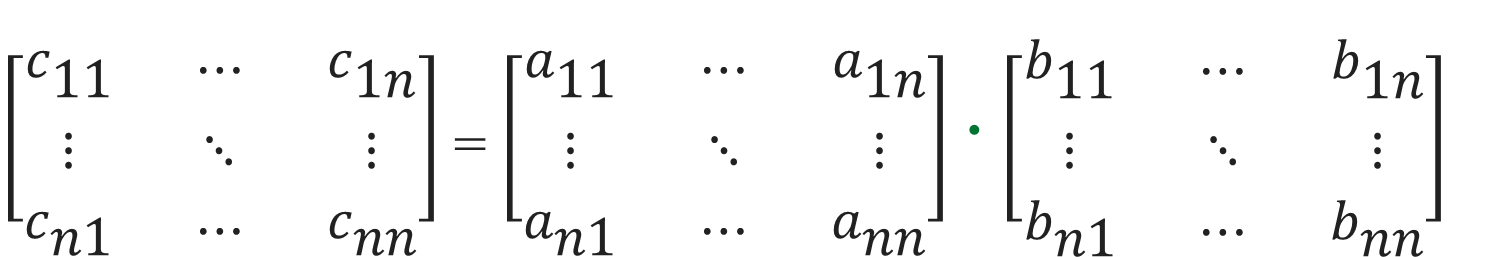 [c₁₁ ⋯ c₁ₙ] = [a₁₁ ⋯ a₁ₙ] · [b₁₁ ⋯ b₁ₙ]
⋮ ⋱ ⋮ ⋮ ⋱ ⋮ ⋮ ⋱ ⋮
cₙ₁ ⋯ cₙₙ aₙ₁ ⋯ aₙₙ bₙ₁ ⋯ bₙₙ